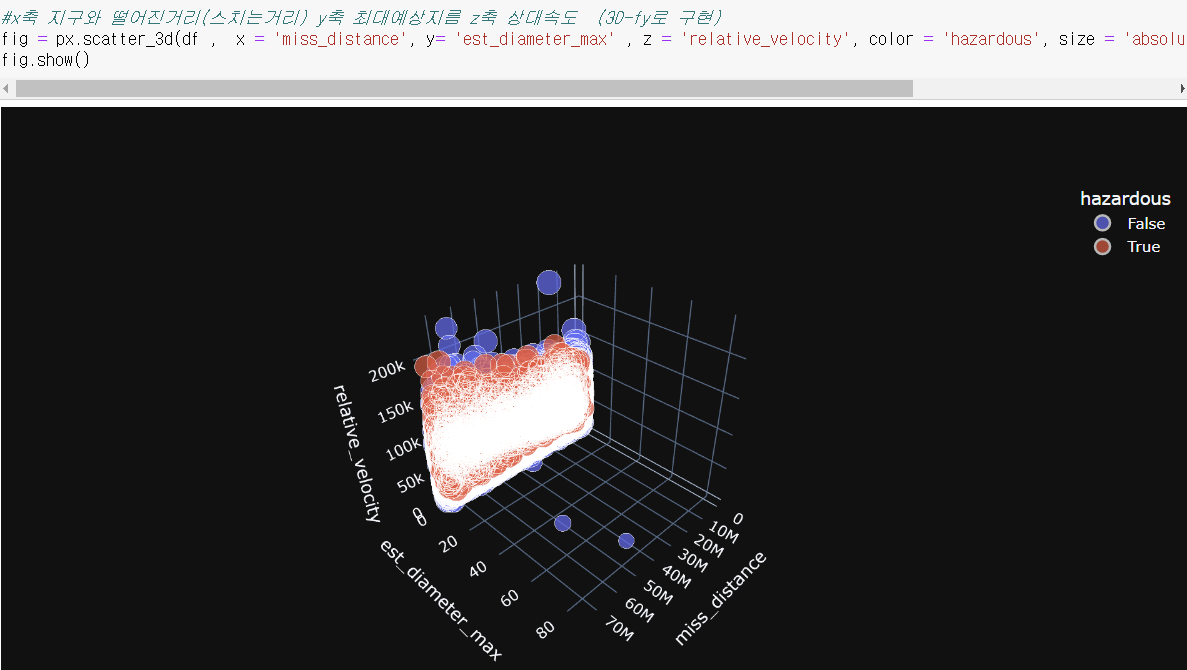 #x축 지구와 떨어진거리(스치는거리) y축 최대예상지름 z축 상대속도  (3D-fy로 구현)
fig = px.scatter_3d(df ,  x = 'miss_distance', y= 'est_diameter_max' , z = 'relative_velocity', color = 'hazardous', size = 'absolu
fig.show()
hazardous
False
True
200k
150k
100k
50k
0
relative_velocity
0
20
40
60
80
est_diameter_max
0
10M
20M
30M
40M
50M
60M
70M
miss_distance